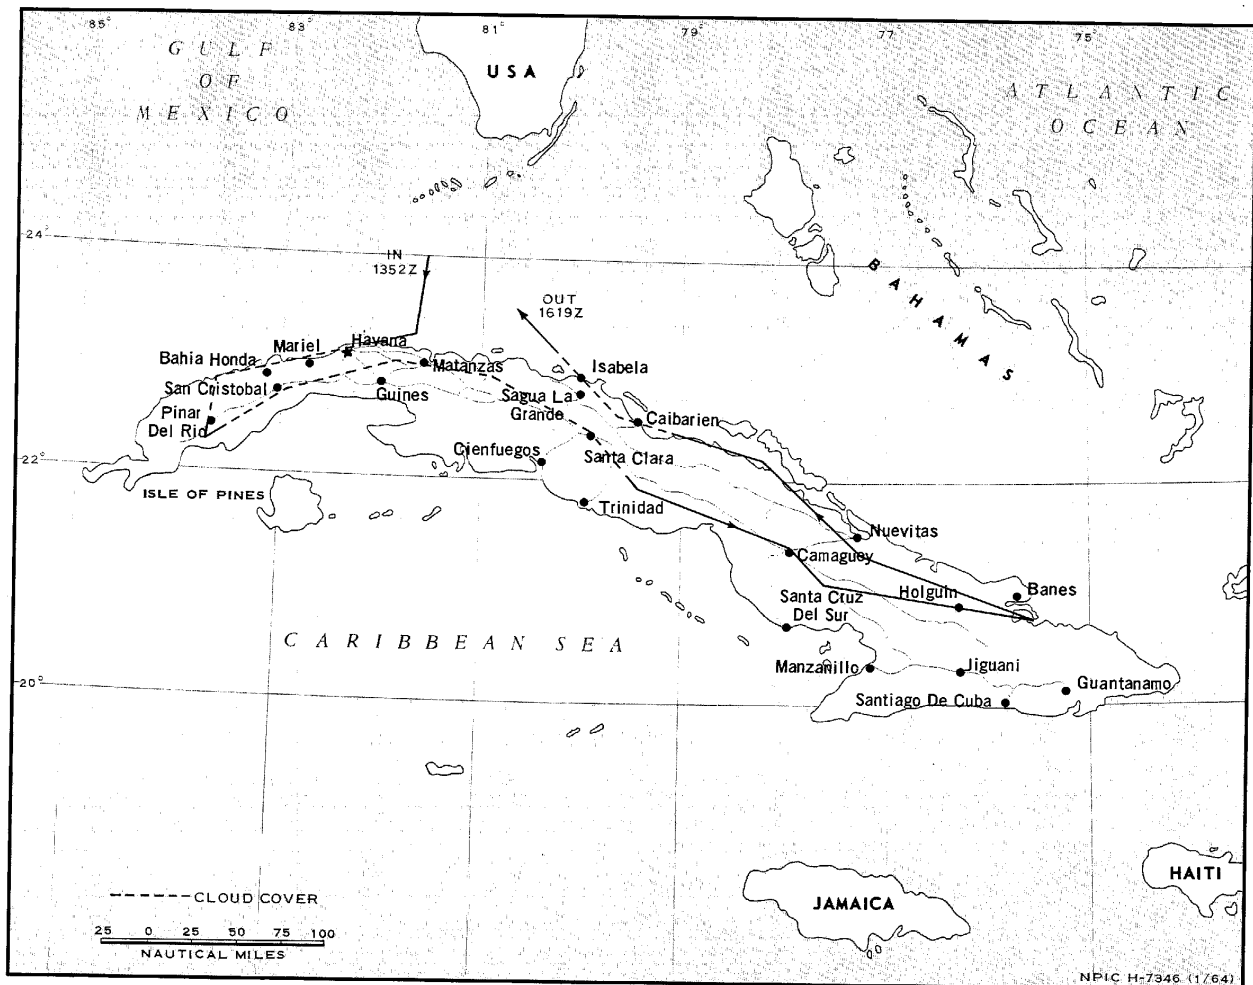 85° 83° 81° 79° 77° 75°
GULF
OF
MEXICO
USA
ATLANTIC
OCEAN
24°
IN
1352Z
BAHAMAS
OUT
1619Z
Havana
Mariel
Bahia Honda
Matanzas
Isabela
San Cristobal
Guines
Sagua La
Grande
Pinar
Del Rio
Caibarien
Cienfuegos
Santa Clara
22°
ISLE OF PINES
Trinidad
Nuevitas
Camaguey
Santa Cruz
Del Sur
Holguin
Banes
CARIBBEAN SEA
Manzanillo
Jiguani
20°
Guantanamo
Santiago De Cuba
HAITI
JAMAICA
CLOUD COVER
25 0 25 50 75 100
NAUTICAL MILES
NPIC H-7346 (1/64)